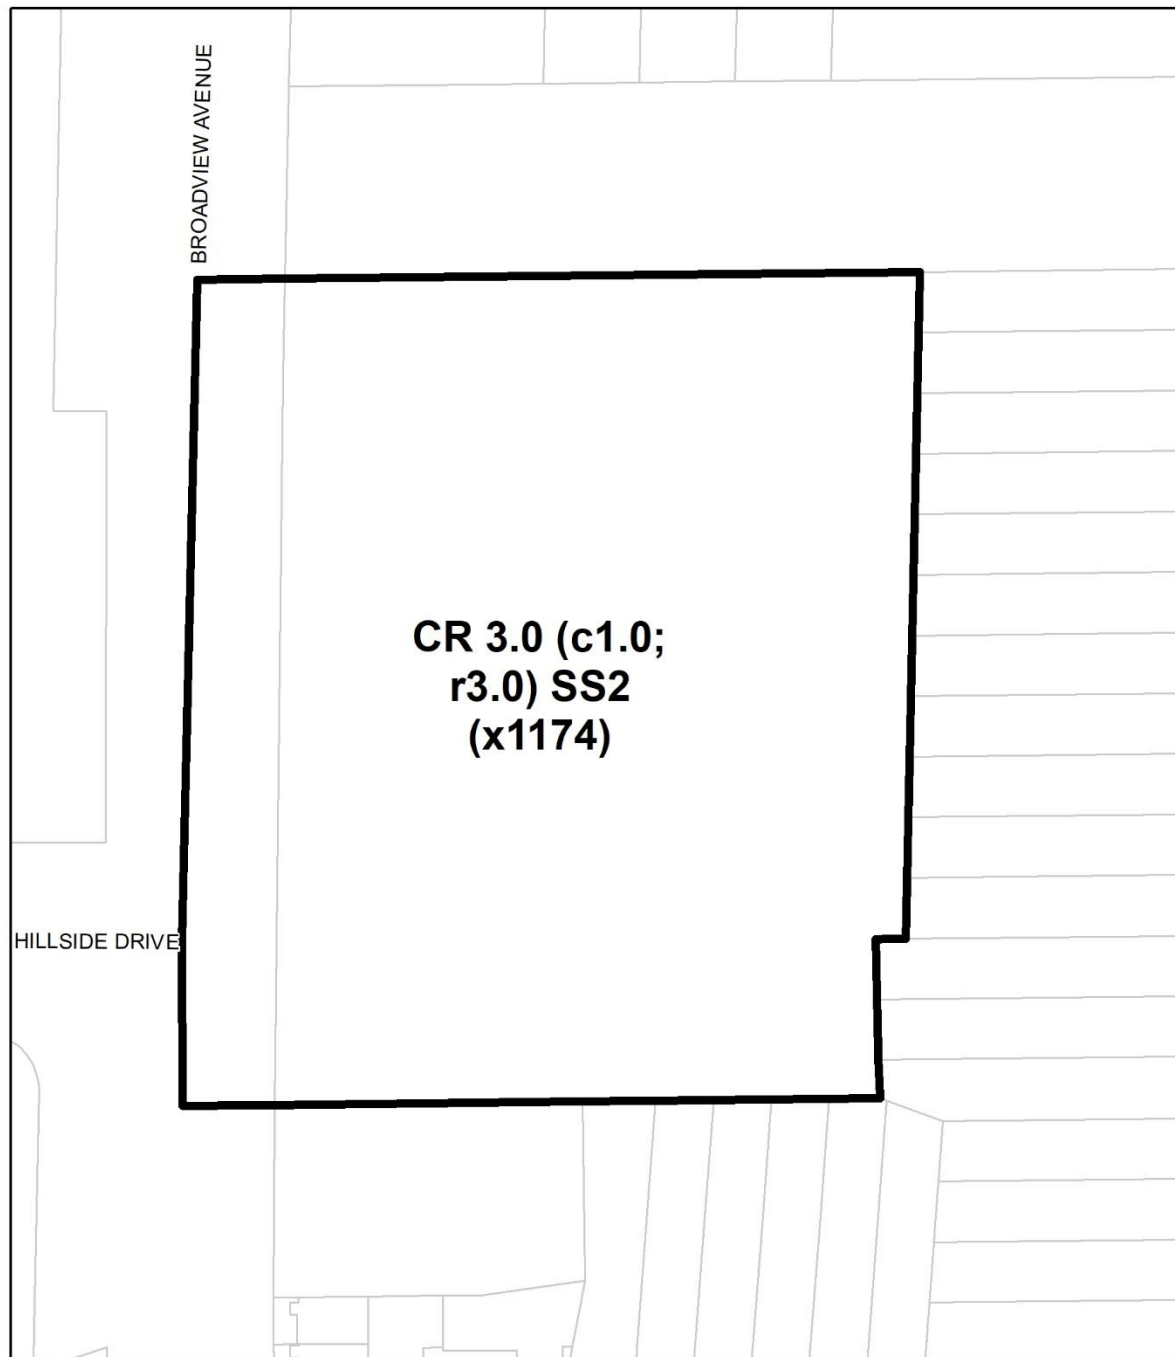 BROADVIEW AVENUE
CR 3.0 (c1.0;
r3.0) SS2
(x1174)
HILLSIDE DRIVE